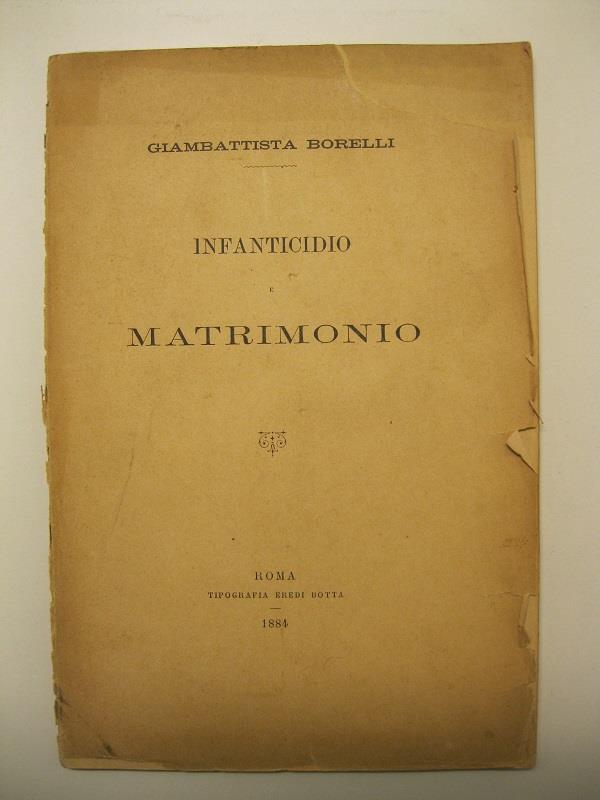 GIAMBATTISTA BORELLI
INFANTICIDIO
E
MATRIMONIO
ROMA
TIPOGRAFIA EREDI BOTTA
1884